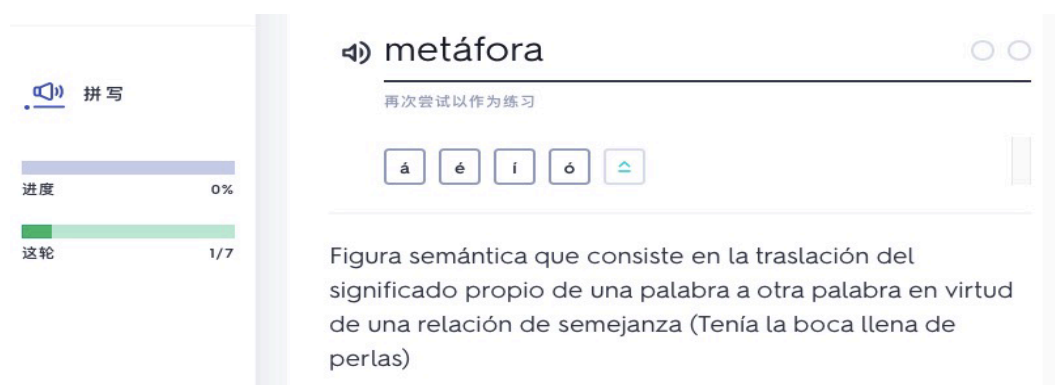 拼写
进度 0%
这轮 1/7
metáfora
再次尝试以作为练习
á é í ó
Figura semántica que consiste en la traslación del
significado propio de una palabra a otra palabra en virtud
de una relación de semejanza (Tenía la boca llena de
perlas)